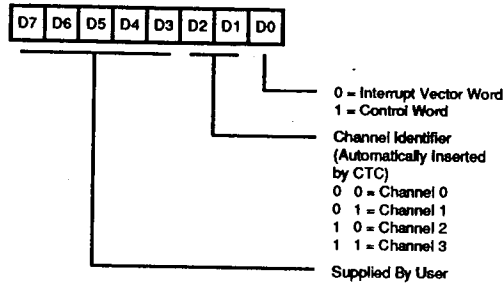 D7 D6 D5 D4 D3 D2 D1 D0
0 = Interrupt Vector Word
1 = Control Word
Channel Identifier
(Automatically Inserted
by CTC)
0 0 = Channel 0
0 1 = Channel 1
1 0 = Channel 2
1 1 = Channel 3
Supplied By User